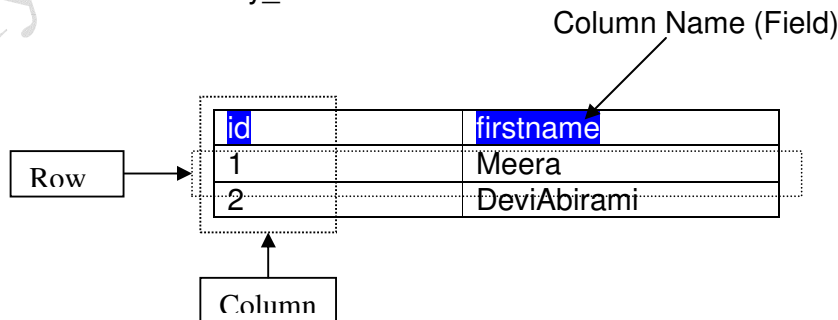 Column Name (Field)
id firstname
Row 1 Meera
2 DeviAbirami
Column